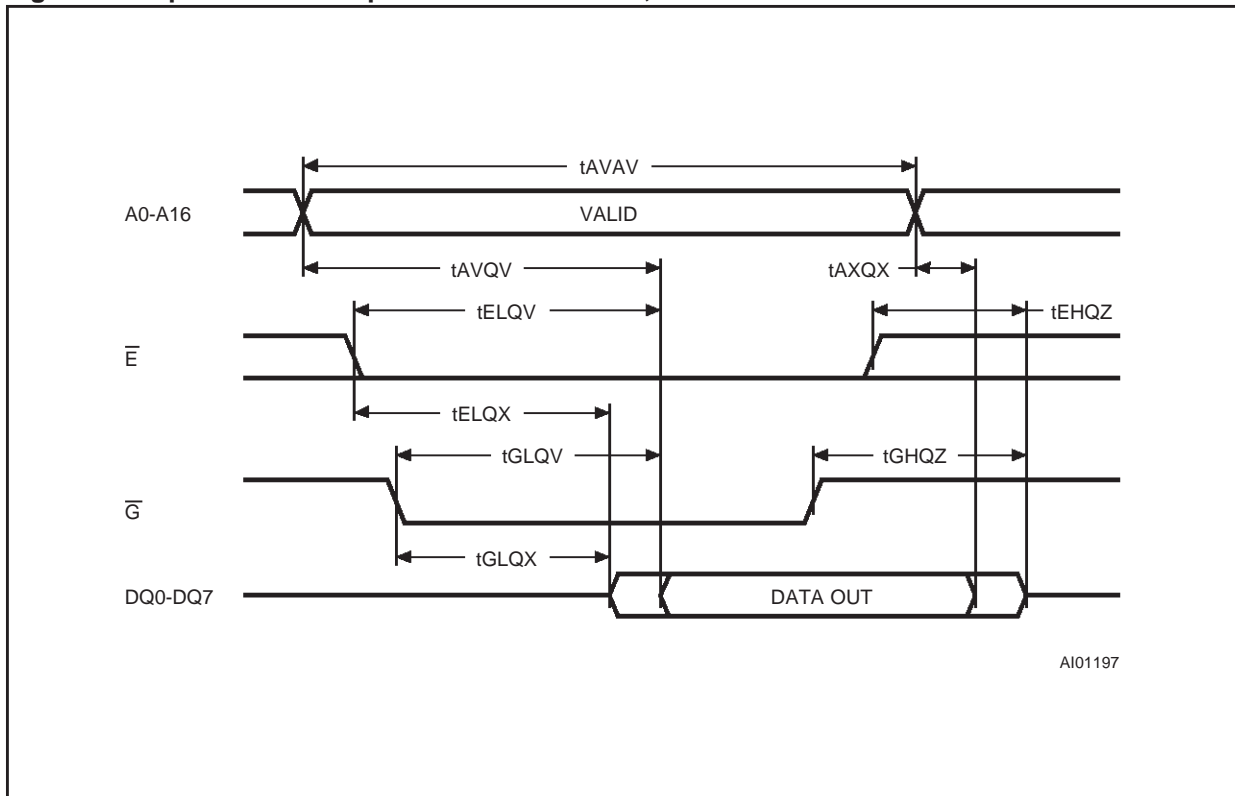 tAVAV
A0-A16 VALID
tAVQV tAXQX
tELQV tEHQZ
E
tELQX
tGLQV tGHQZ
G
tGLQX
DQ0-DQ7 DATA OUT
AI01197